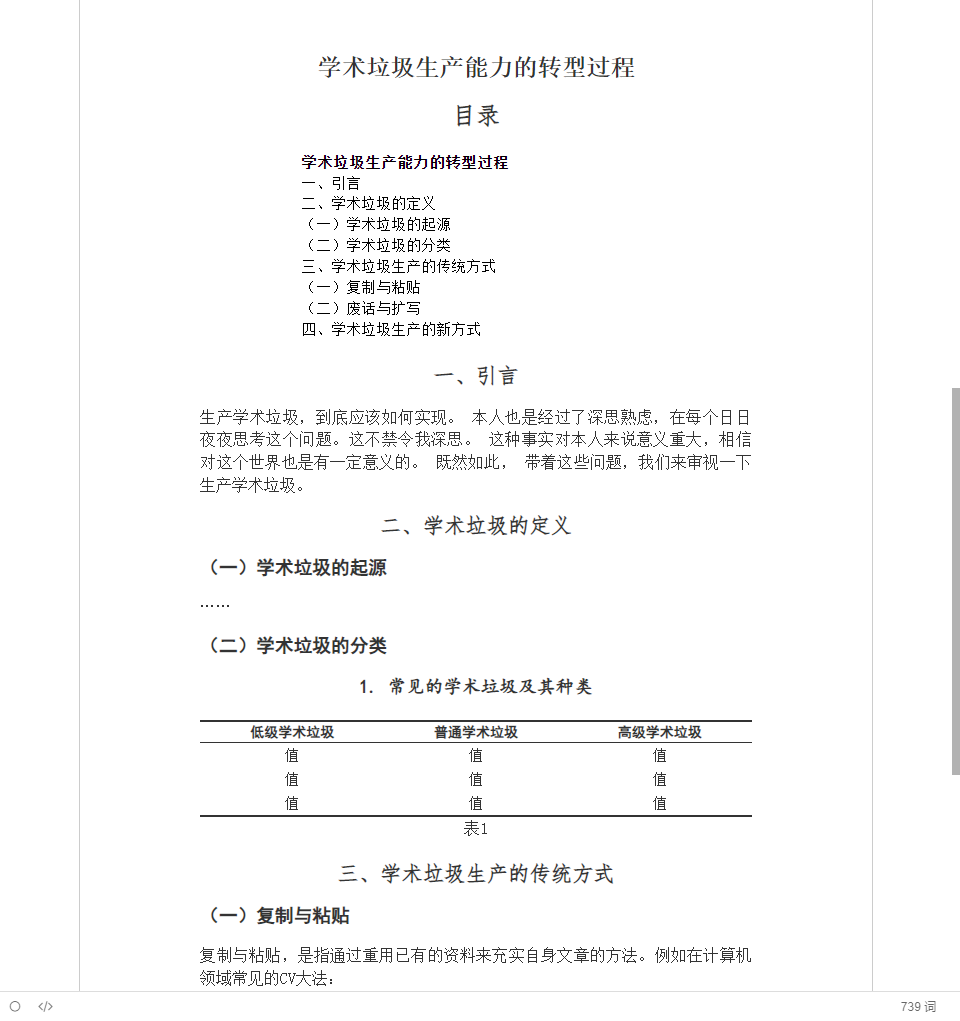 学术垃圾生产能力的转型过程
目录
学术垃圾生产能力的转型过程
一、引言
二、学术垃圾的定义
（一）学术垃圾的起源
（二）学术垃圾的分类
三、学术垃圾生产的传统方式
（一）复制与粘贴
（二）废话与扩写
四、学术垃圾生产的新方式
一、引言
生产学术垃圾，到底应该如何实现。 本人也是经过了深思熟虑，在每个日日
夜夜思考这个问题。这不禁令我深思。 这种事实对本人来说意义重大，相信
对这个世界也是有一定意义的。 既然如此， 带着这些问题，我们来审视一下
生产学术垃圾。
二、学术垃圾的定义
（一）学术垃圾的起源
……
（二）学术垃圾的分类
1. 常见的学术垃圾及其种类
低级学术垃圾 普通学术垃圾 高级学术垃圾
值 值 值
值 值 值
值 值 值
表1
三、学术垃圾生产的传统方式
（一）复制与粘贴
复制与粘贴，是指通过重用已有的资料来充实自身文章的方法。例如在计算机
领域常见的CV大法：
</> 739 词